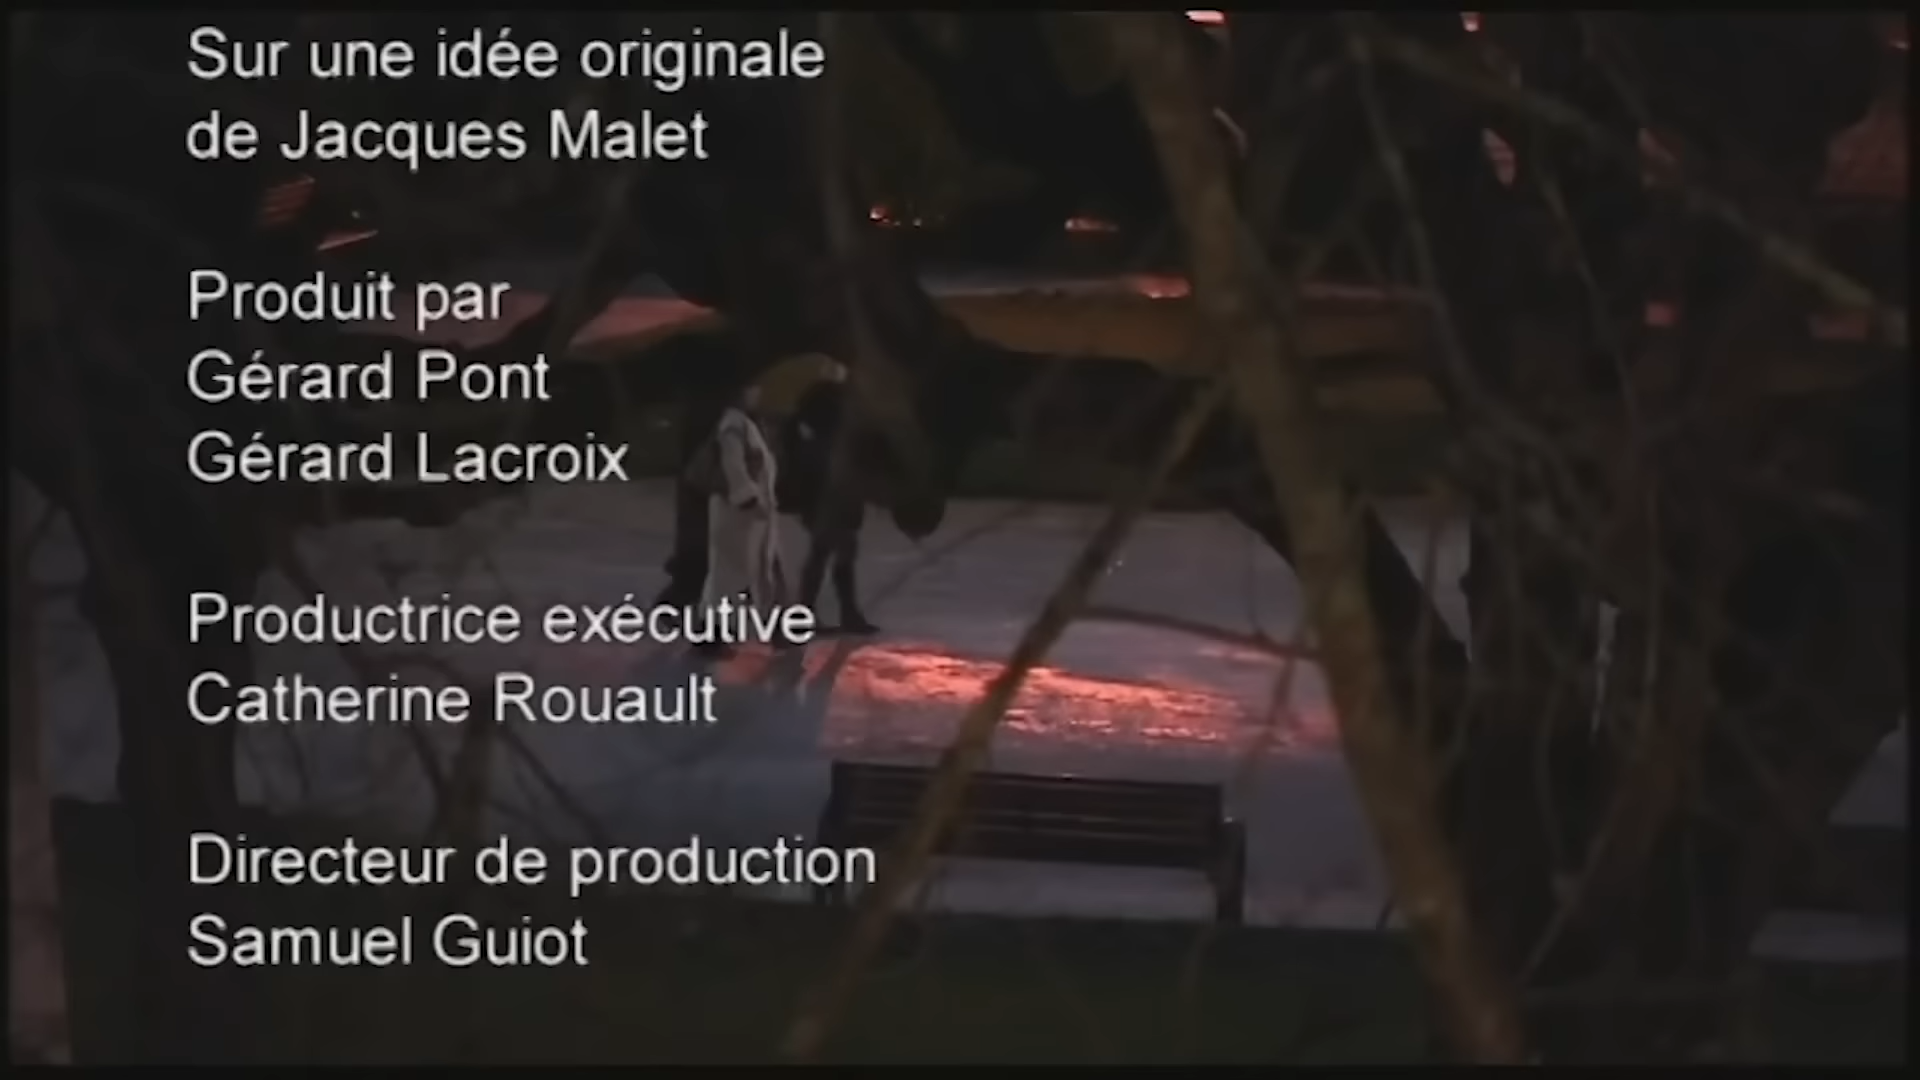 Sur une idée originale
de Jacques Malet
Produit par
Gérard Pont
Gérard Lacroix
Productrice exécutive
Catherine Rouault
Directeur de production
Samuel Guiot